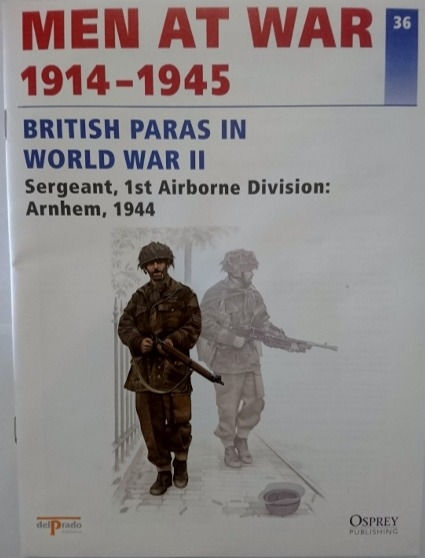 MEN AT WAR
36
1914–1945
BRITISH PARAS IN
WORLD WAR II
Sergeant, 1st Airborne Division:
Arnhem, 1944
delPrado
OSPREY
PUBLISHING